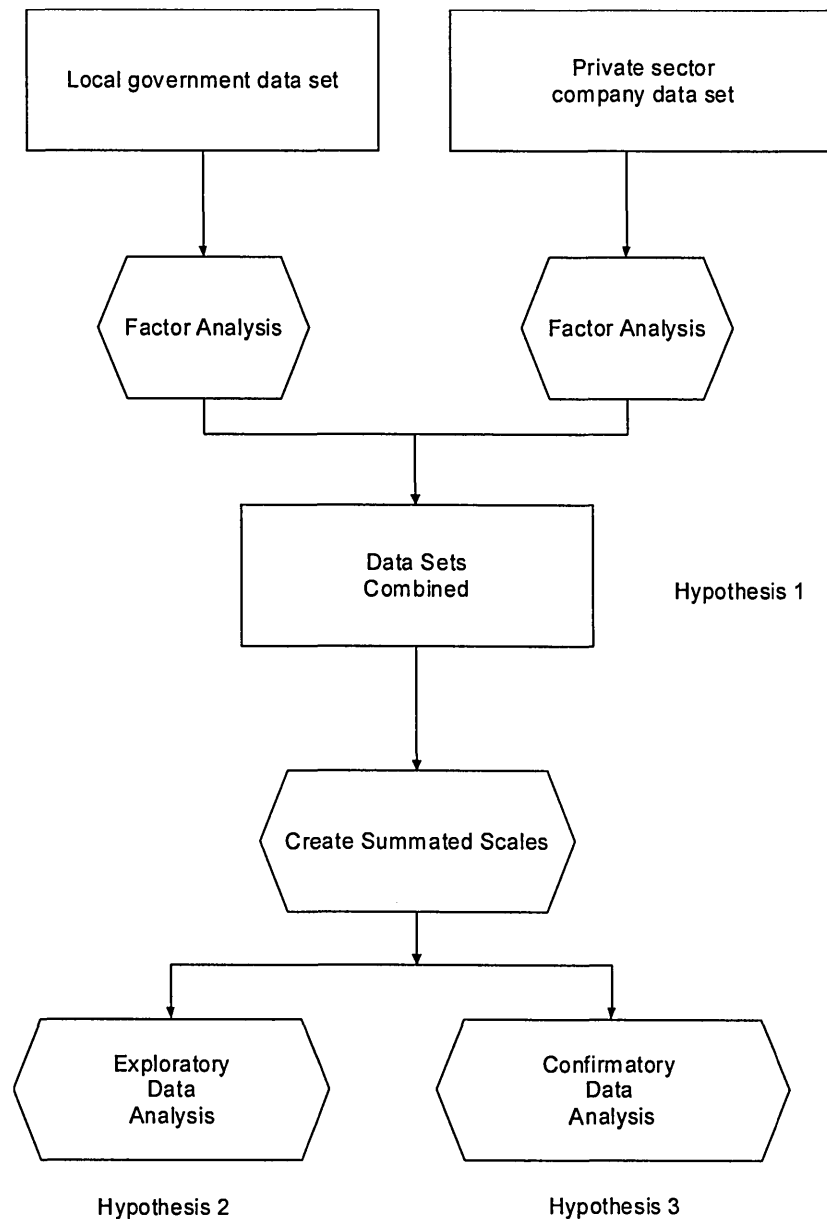 Local government data set
Private sector
company data set
Factor Analysis
Factor Analysis
Data Sets
Combined
Hypothesis 1
Create Summated Scales
Exploratory
Data
Analysis
Confirmatory
Data
Analysis
Hypothesis 2
Hypothesis 3